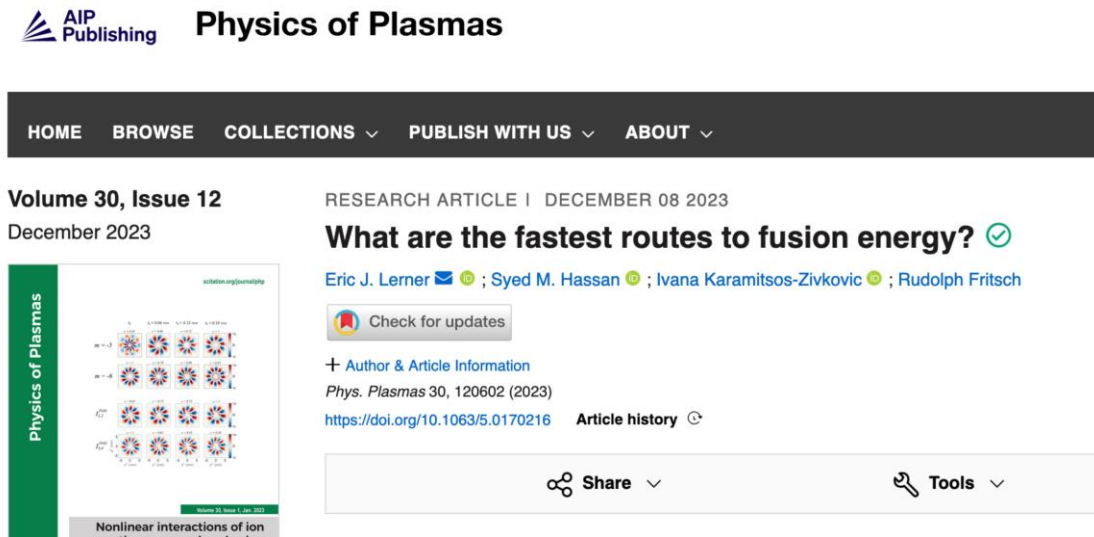 AIP
Publishing
Physics of Plasmas
HOME BROWSE COLLECTIONS PUBLISH WITH US ABOUT
Volume 30, Issue 12
December 2023
Physics of Plasmas
scitation.org/journal/php
Volume 30, Issue 1, Jan. 2023
Nonlinear interactions of ion
RESEARCH ARTICLE | DECEMBER 08 2023
What are the fastest routes to fusion energy?
Eric J. Lerner ; Syed M. Hassan ; Ivana Karamitsos-Zivkovic ; Rudolph Fritsch
Check for updates
+ Author & Article Information
Phys. Plasmas 30, 120602 (2023)
https://doi.org/10.1063/5.0170216 Article history
Share Tools